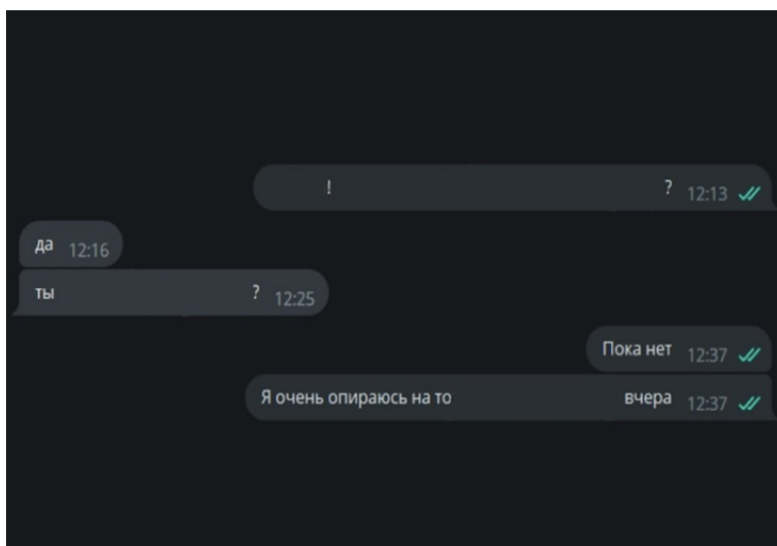 ! ? 12:13
да 12:16
ты ? 12:25
Пока нет 12:37
Я очень опираюсь на то вчера 12:37